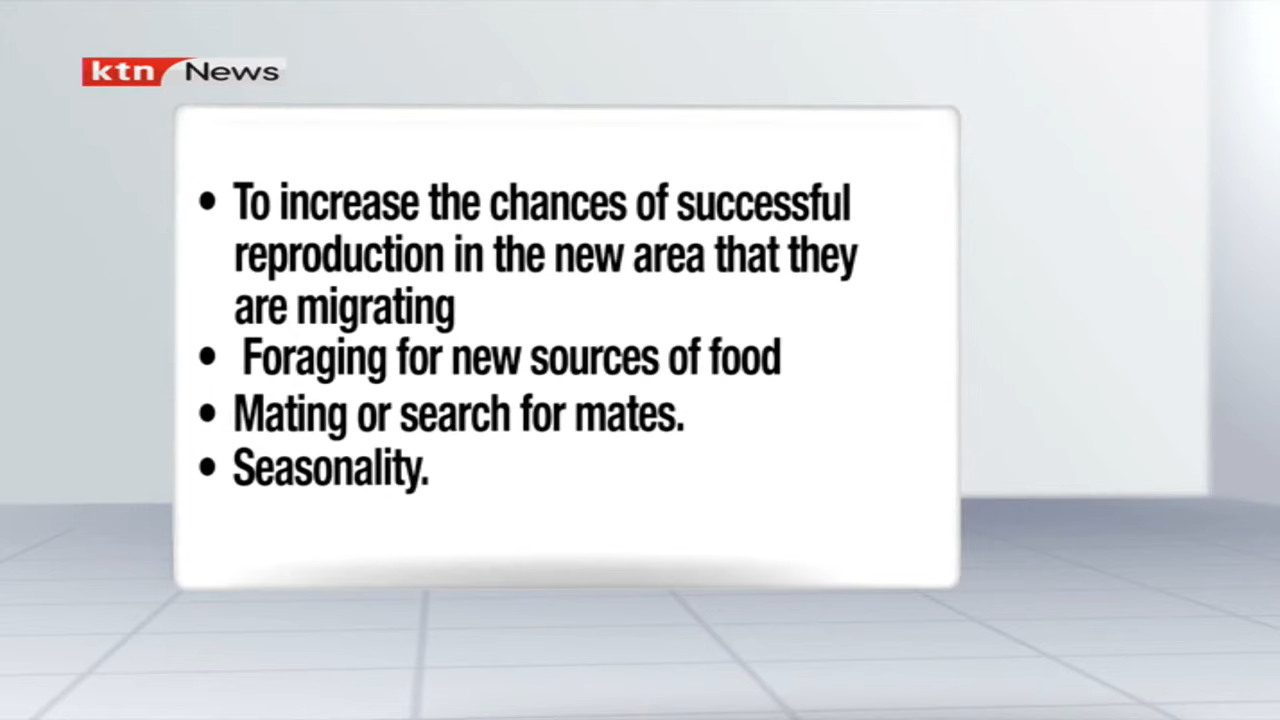 ktn News
• To increase the chances of successful
reproduction in the new area that they
are migrating
• Foraging for new sources of food
• Mating or search for mates.
• Seasonality.